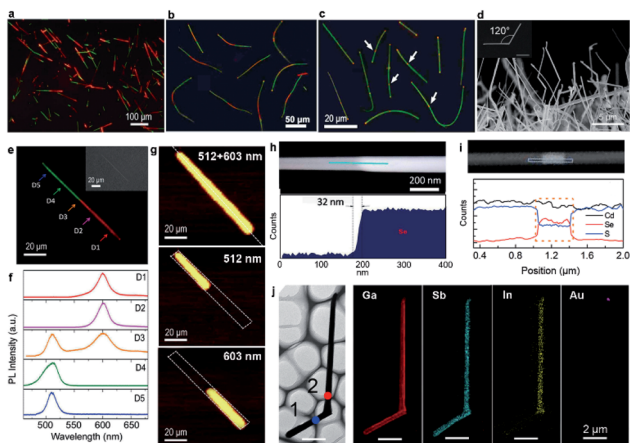 a
100 µm
b
50 µm
c
20 µm
d
120°
5 µm
e
D5
D4
D3
D2
D1
20 µm
20 µm
f
PL Intensity (a.u.)
D1
D2
D3
D4
D5
450 500 550 600 650
Wavelength (nm)
g
512+603 nm
20 µm
512 nm
20 µm
603 nm
20 µm
h
200 nm
Counts
32 nm
Se
0 100 200 300 400
nm
i
Counts
Cd
Se
S
0.4 0.8 1.2 1.6 2.0
Position (µm)
j
1
2
Ga
Sb
In
Au
2 µm